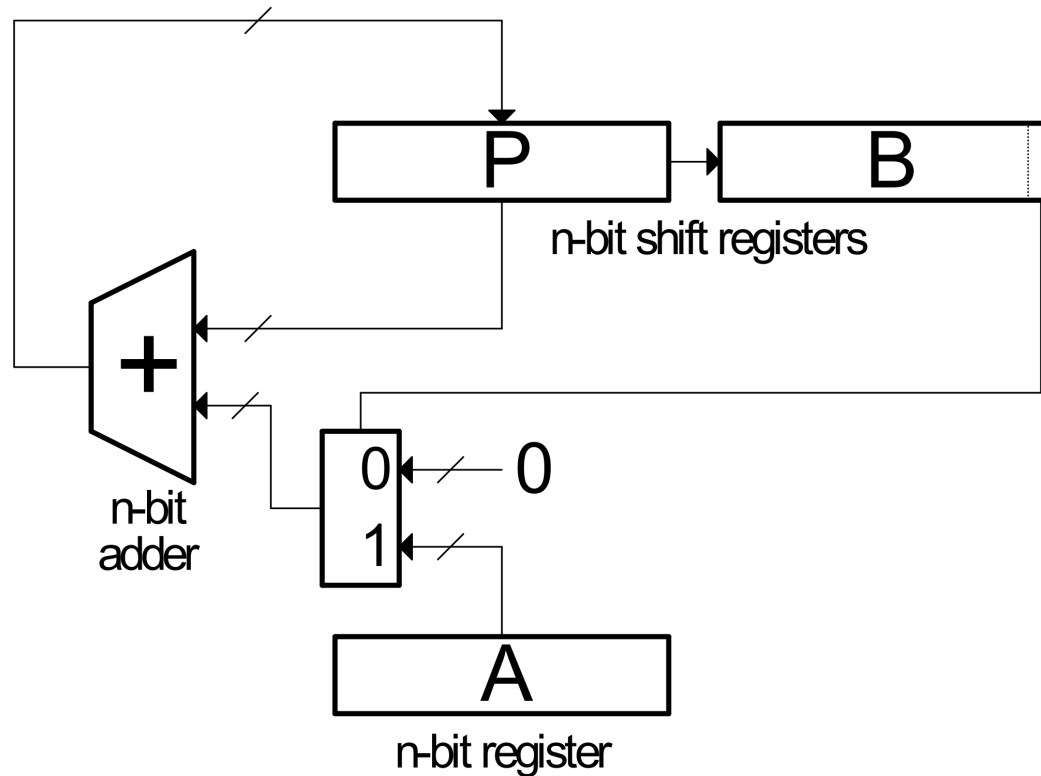 P
B
n-bit shift registers
+
n-bit
adder
0
0
1
A
n-bit register